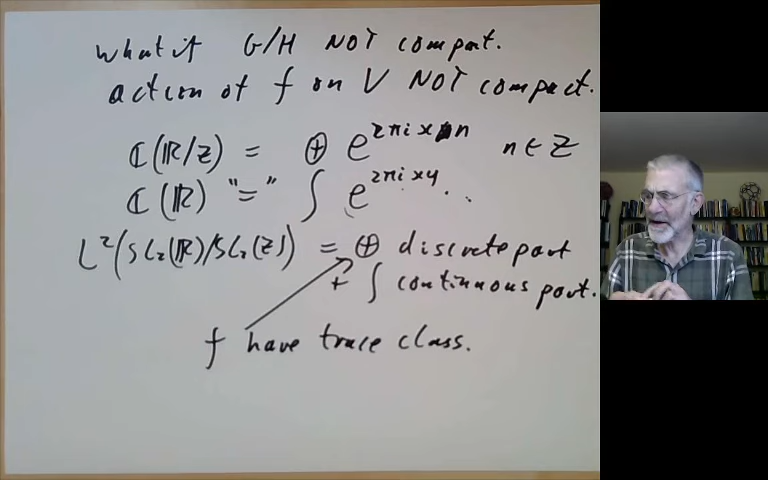 what if G/H NOT compact.
action of f on V NOT compact.
ℂ(ℝ/ℤ) = ⊕ e^{2πixn} n ∈ ℤ
ℂ(ℝ) "=" ∫ e^{2πixy} ...
L²(SL₂(ℝ)/SL₂(ℤ)) = ⊕ discrete part
+ ∫ continuous part.
f have trace class.